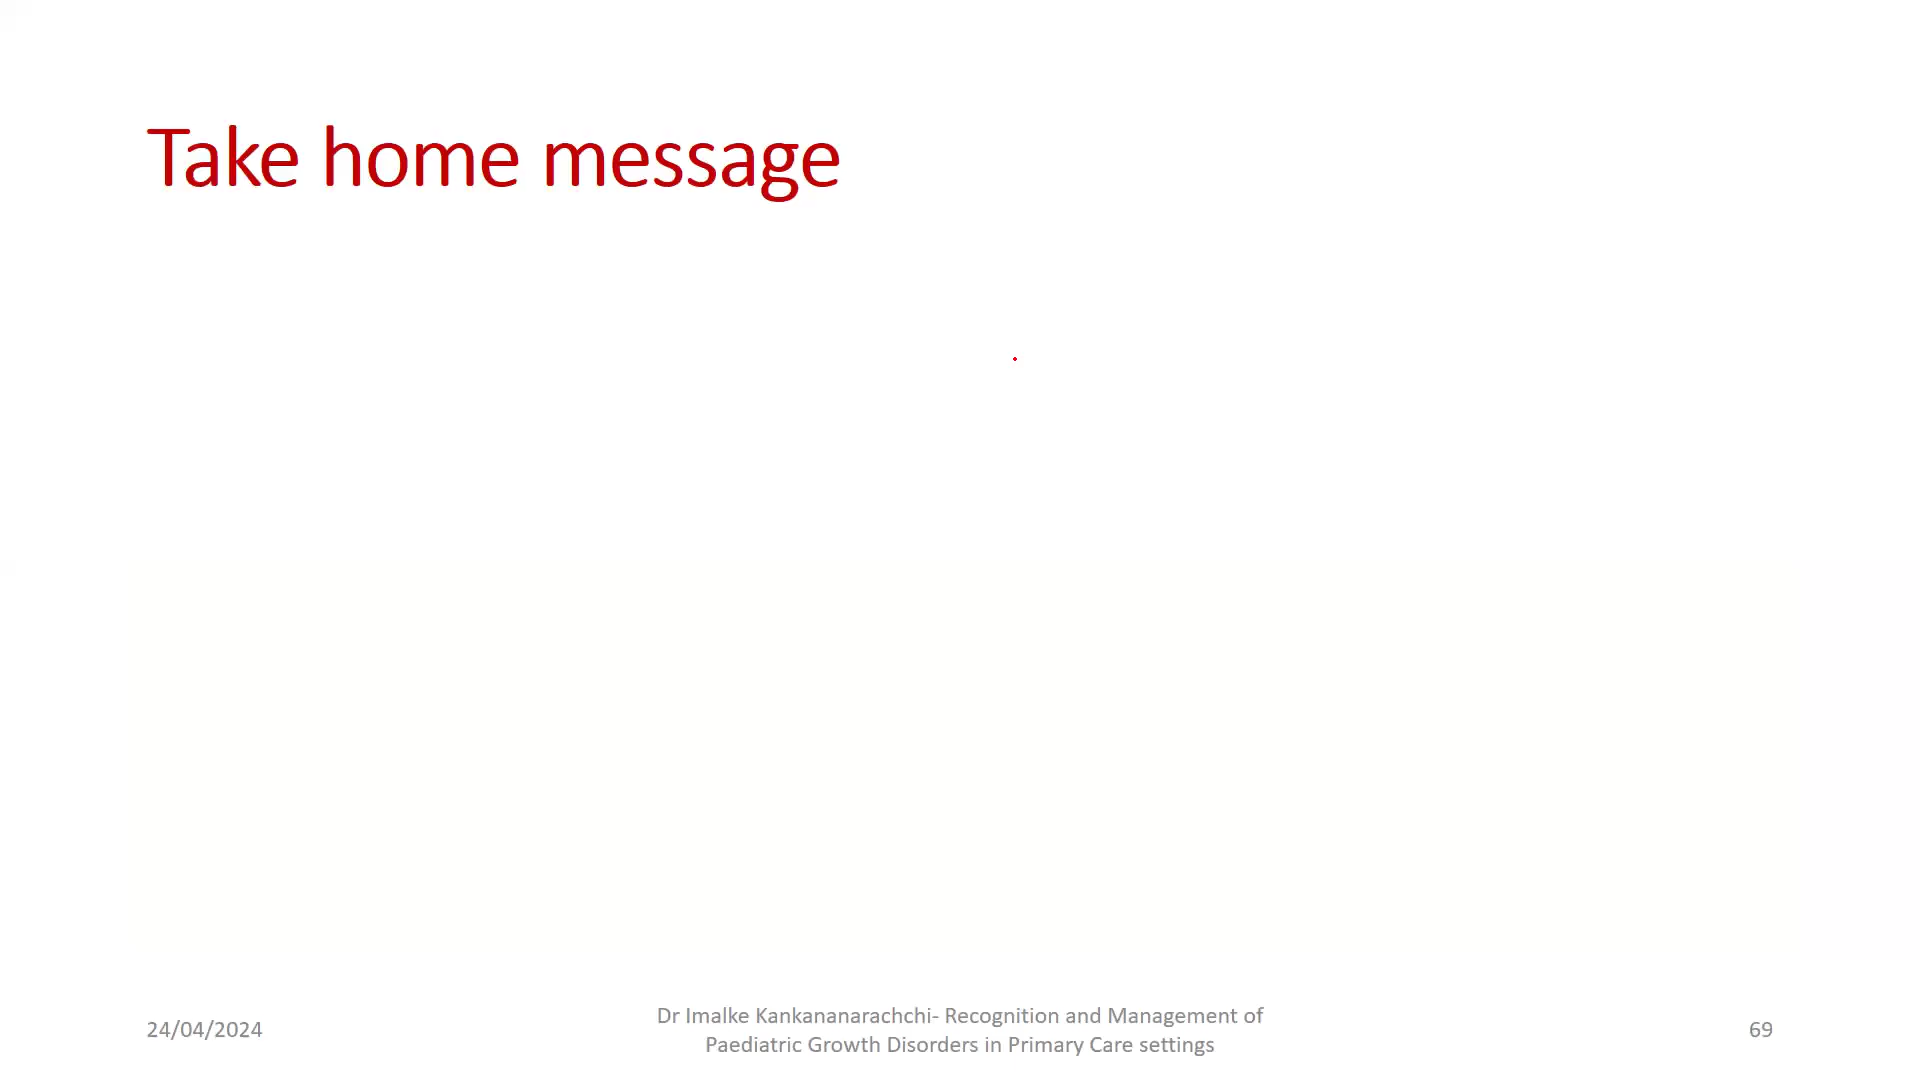 Take home message
24/04/2024
Dr Imalke Kankananarachchi- Recognition and Management of
Paediatric Growth Disorders in Primary Care settings
69